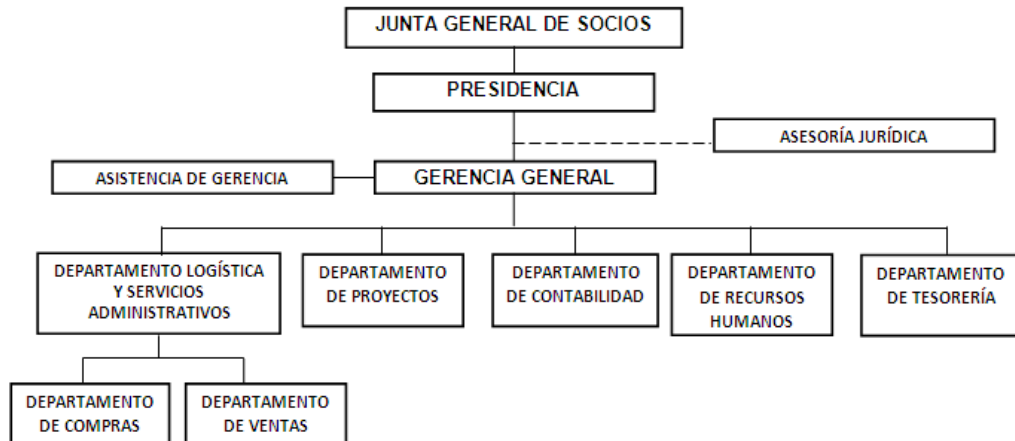 JUNTA GENERAL DE SOCIOS
PRESIDENCIA
ASESORÍA JURÍDICA
ASISTENCIA DE GERENCIA
GERENCIA GENERAL
DEPARTAMENTO LOGÍSTICA
Y SERVICIOS
ADMINISTRATIVOS
DEPARTAMENTO
DE PROYECTOS
DEPARTAMENTO
DE CONTABILIDAD
DEPARTAMENTO
DE RECURSOS
HUMANOS
DEPARTAMENTO
DE TESORERÍA
DEPARTAMENTO
DE COMPRAS
DEPARTAMENTO
DE VENTAS